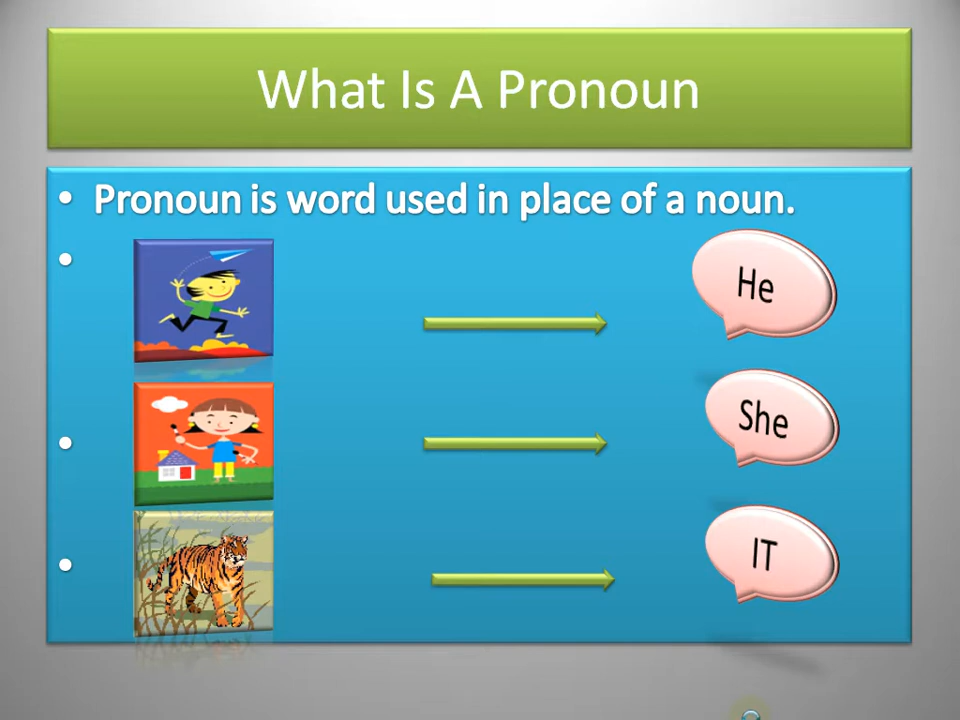 What Is A Pronoun
Pronoun is word used in place of a noun.
He
She
IT